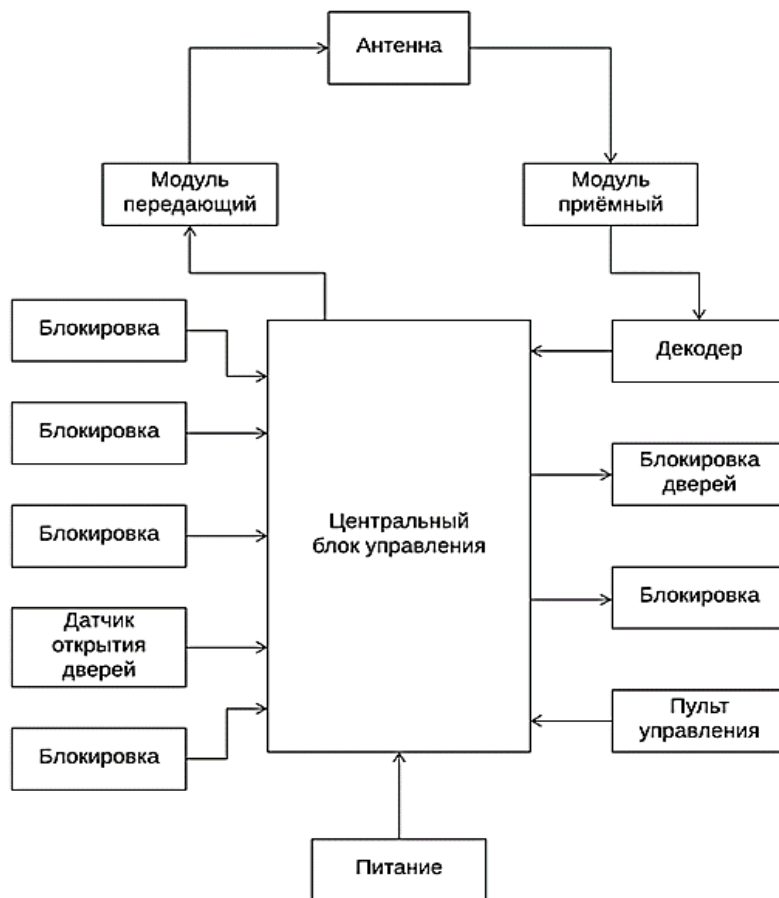 Антенна
Модуль
передающий
Модуль
приёмный
Блокировка
Декодер
Блокировка
Блокировка
дверей
Блокировка
Центральный
блок управления
Блокировка
Датчик
открытия
дверей
Пульт
управления
Блокировка
Питание